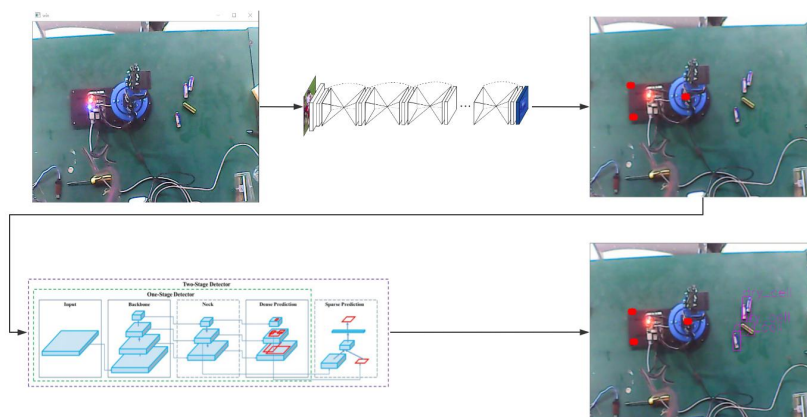 Two-Stage Detector
One-Stage Detector
Input
Backbone
Neck
Dense Prediction
Sparse Prediction